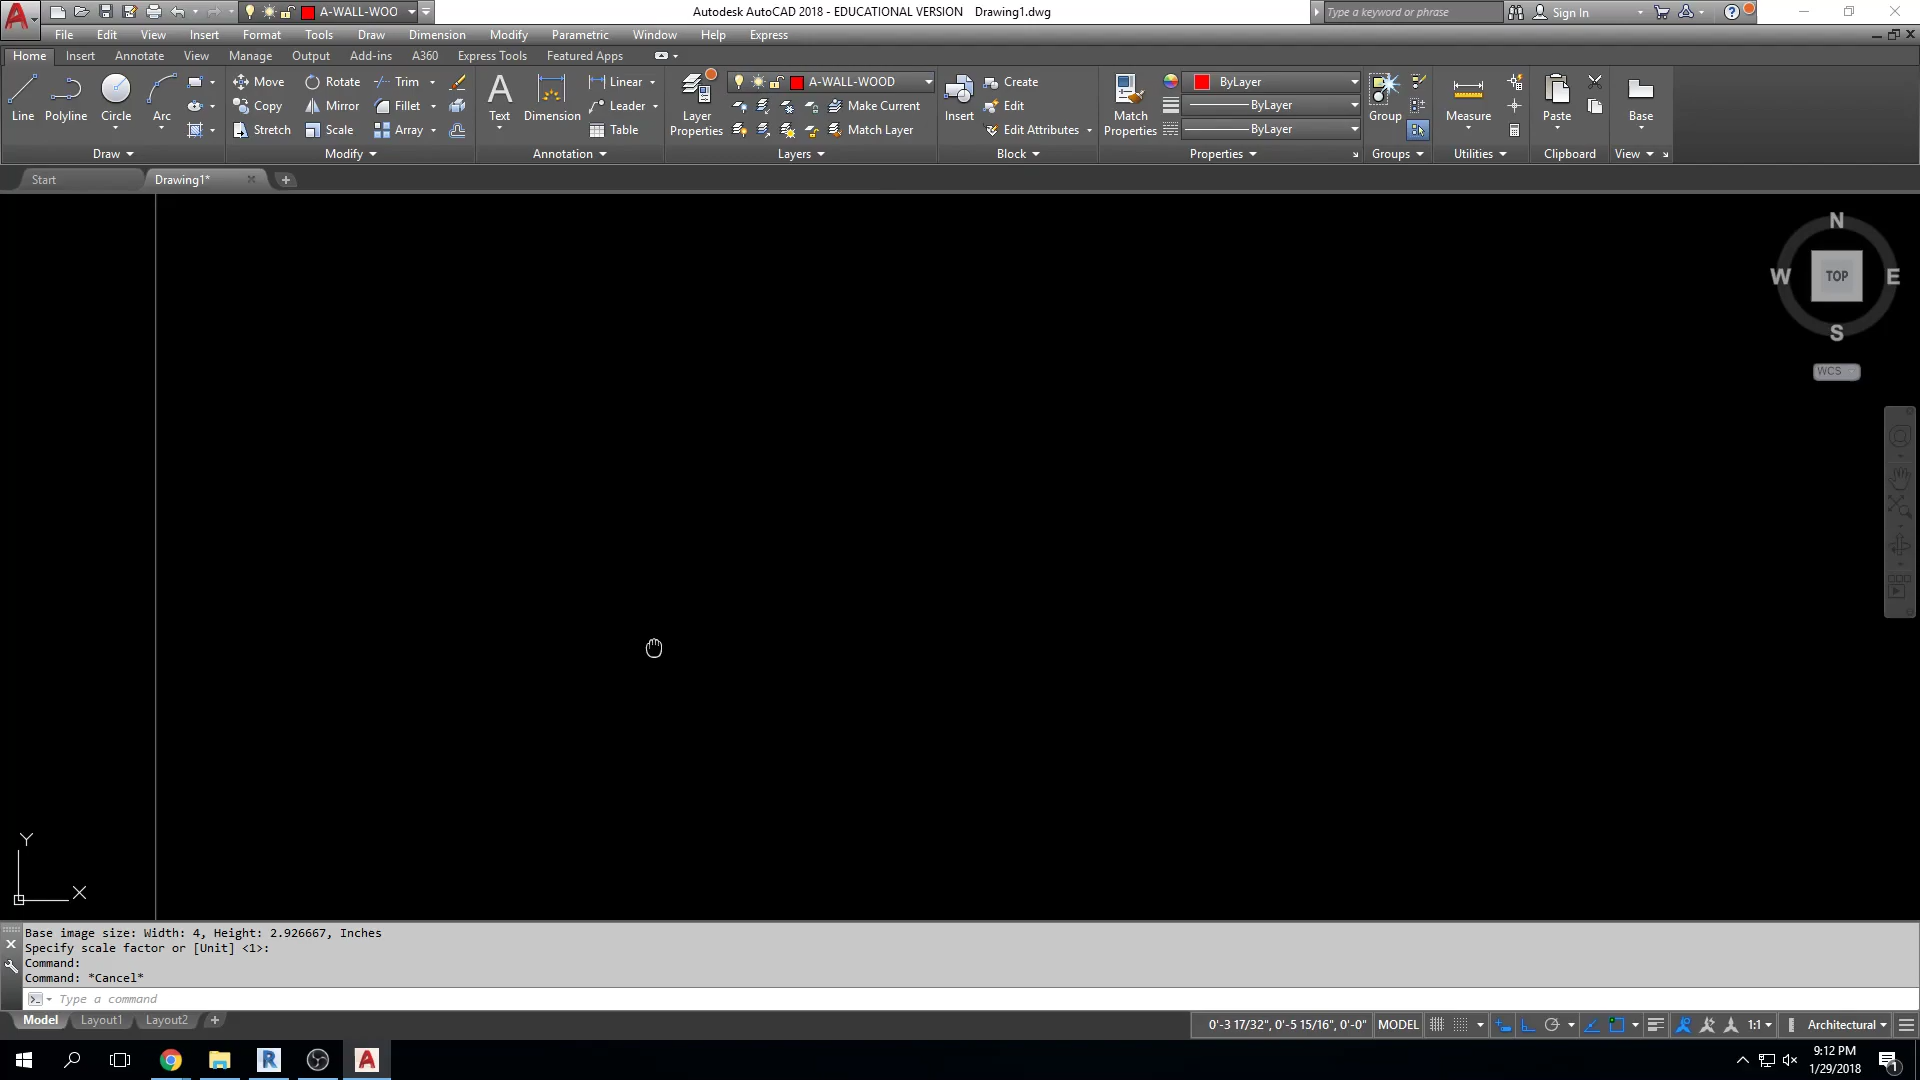 A-WALL-WOO
Autodesk AutoCAD 2018 - EDUCATIONAL VERSION Drawing1.dwg
Type a keyword or phrase
Sign In
File Edit View Insert Format Tools Draw Dimension Modify Parametric Window Help Express
Home Insert Annotate View Manage Output Add-ins A360 Express Tools Featured Apps
Line Polyline Circle Arc
Draw
Move Rotate Trim
Copy Mirror Fillet
Stretch Scale Array
Modify
Text Dimension
Linear
Leader
Table
Annotation
Layer Properties
A-WALL-WOOD
Make Current
Match Layer
Layers
Insert
Create
Edit
Edit Attributes
Block
Match Properties
ByLayer
ByLayer
ByLayer
Properties
Group
Groups
Measure
Utilities
Paste
Clipboard
Base
View
Start Drawing1*
N
W TOP E
S
WCS
Y
X
Base image size: Width: 4, Height: 2.926667, Inches
Specify scale factor or [Unit] <1>:
Command:
Command: *Cancel*
Type a command
Model Layout1 Layout2 +
0'-3 17/32", 0'-5 15/16", 0'-0" MODEL 1:1 Architectural
9:12 PM
1/29/2018
1